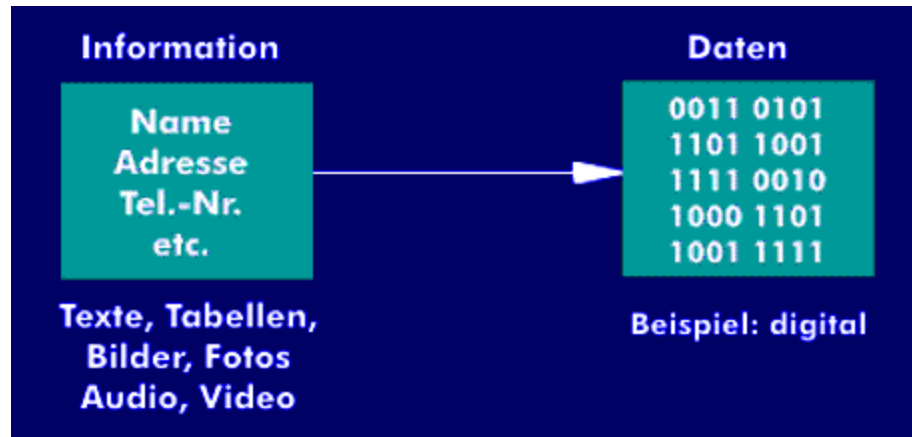 Information
Name
Adresse
Tel.-Nr.
etc.
Texte, Tabellen,
Bilder, Fotos
Audio, Video
Daten
0011 0101
1101 1001
1111 0010
1000 1101
1001 1111
Beispiel: digital